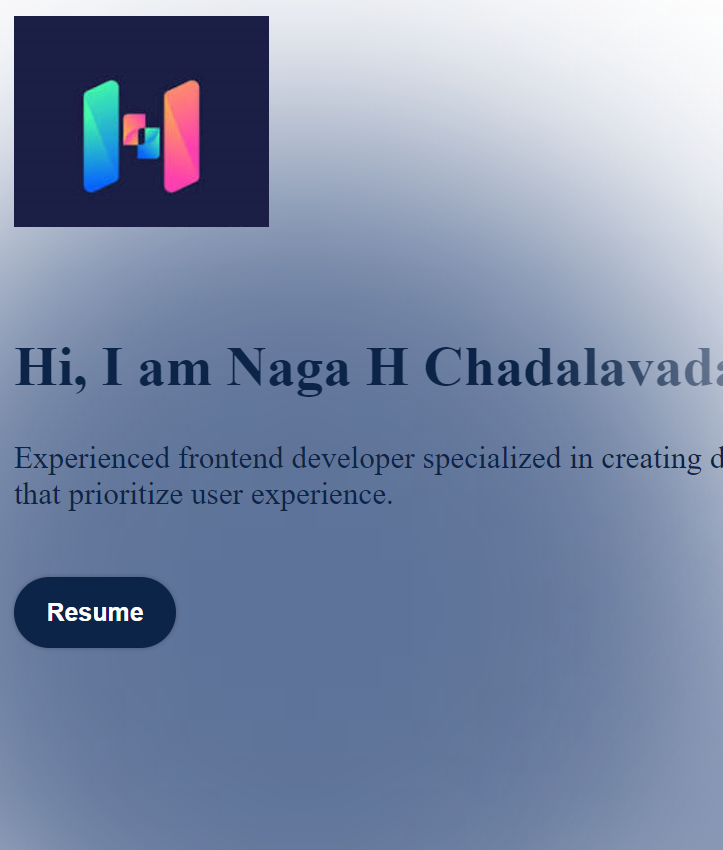 Hi, I am Naga H Chadalavada
Experienced frontend developer specialized in creating
that prioritize user experience.
Resume